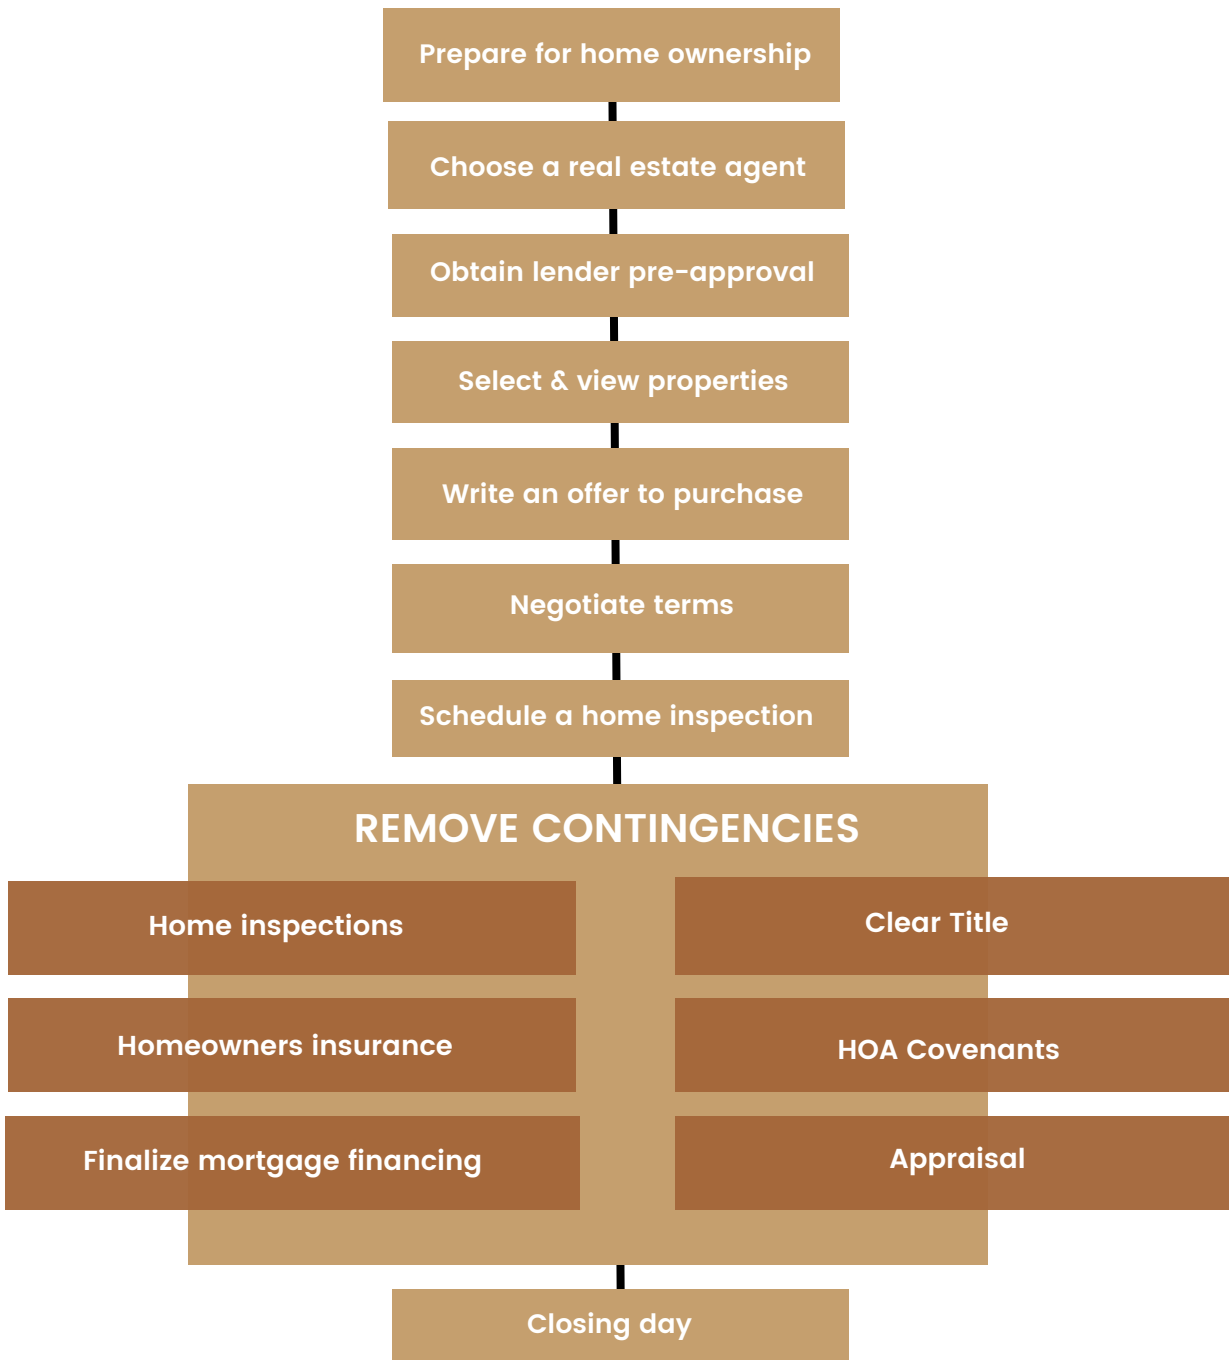 Prepare for home ownership
Choose a real estate agent
Obtain lender pre-approval
Select & view properties
Write an offer to purchase
Negotiate terms
Schedule a home inspection
REMOVE CONTINGENCIES
Home inspections
Clear Title
Homeowners insurance
HOA Covenants
Finalize mortgage financing
Appraisal
Closing day